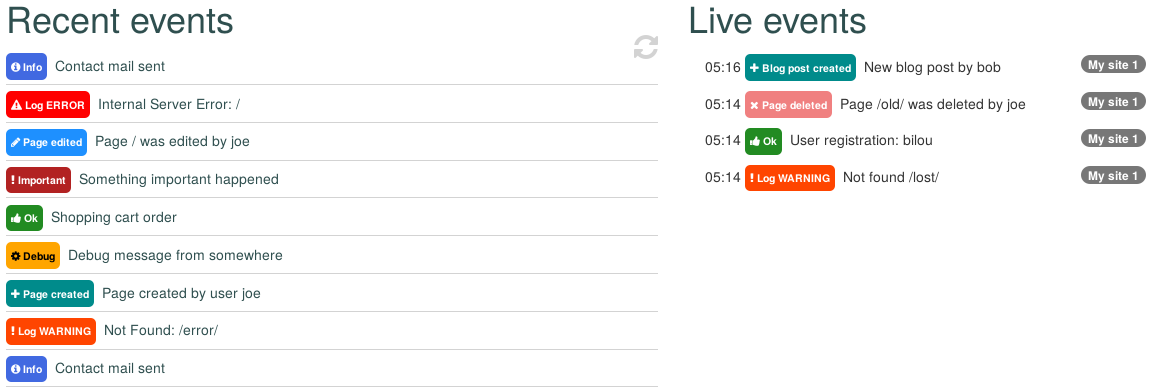 Recent events
Info Contact mail sent
Log ERROR Internal Server Error: /
Page edited Page / was edited by joe
Important Something important happened
Ok Shopping cart order
Debug Debug message from somewhere
Page created Page created by user joe
Log WARNING Not Found: /error/
Info Contact mail sent
Live events
05:16 Blog post created New blog post by bob My site 1
05:14 Page deleted Page /old/ was deleted by joe My site 1
05:14 Ok User registration: bilou My site 1
05:14 Log WARNING Not found /lost/ My site 1